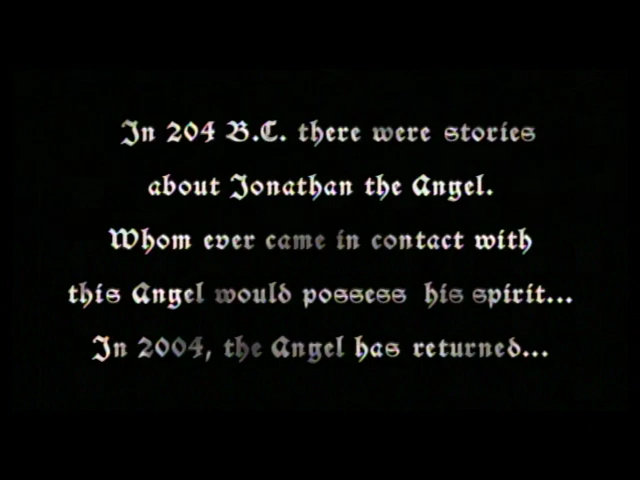 In 204 B.C. there were stories
about Jonathan the Angel.
Whom ever came in contact with
this Angel would possess his spirit...
In 2004, the Angel has returned...